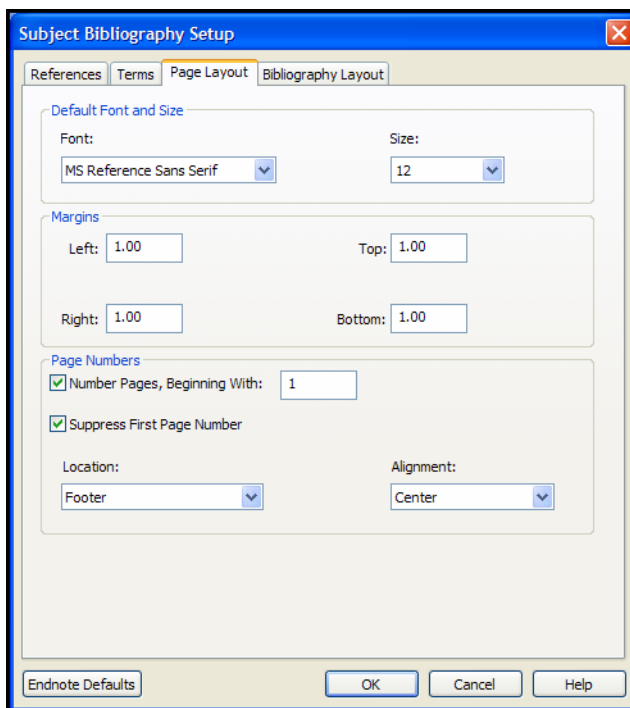 Subject Bibliography Setup
References Terms Page Layout Bibliography Layout
Default Font and Size
Font: Size:
MS Reference Sans Serif 12
Margins
Left: 1.00 Top: 1.00
Right: 1.00 Bottom: 1.00
Page Numbers
Number Pages, Beginning With: 1
Suppress First Page Number
Location: Alignment:
Footer Center
Endnote Defaults OK Cancel Help